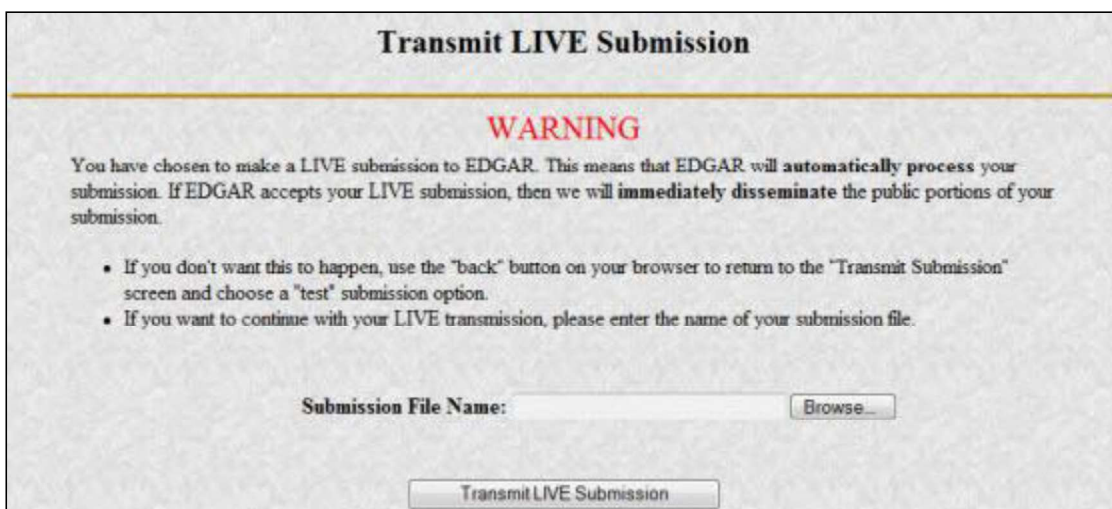 Transmit LIVE Submission
WARNING
You have chosen to make a LIVE submission to EDGAR. This means that EDGAR will automatically process your
submission. If EDGAR accepts your LIVE submission, then we will immediately disseminate the public portions of your
submission.
• If you don't want this to happen, use the "back" button on your browser to return to the "Transmit Submission"
screen and choose a "test" submission option.
• If you want to continue with your LIVE transmission, please enter the name of your submission file.
Submission File Name: Browse...
Transmit LIVE Submission